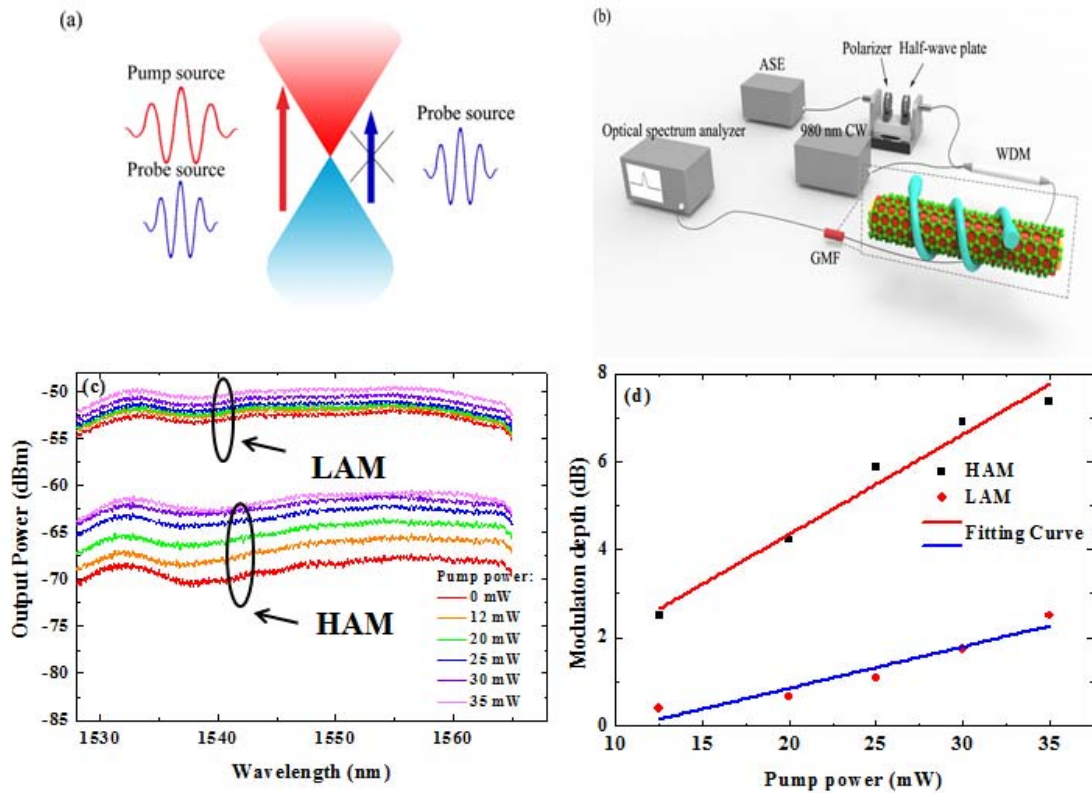 (a)
Pump source
Probe source
Probe source
(b)
Polarizer
Half-wave plate
ASE
Optical spectrum analyzer
980 nm CW
WDM
GMF
(c)
Output Power (dBm)
-50
-55
-60
-65
-70
-75
-80
-85
LAM
HAM
Pump power:
0 mW
12 mW
20 mW
25 mW
30 mW
35 mW
1530
1540
1550
1560
Wavelength (nm)
(d)
Modulaton depth (dB)
8
6
4
2
0
HAM
LAM
Fitting Curve
10
15
20
25
30
35
Pump power (mW)